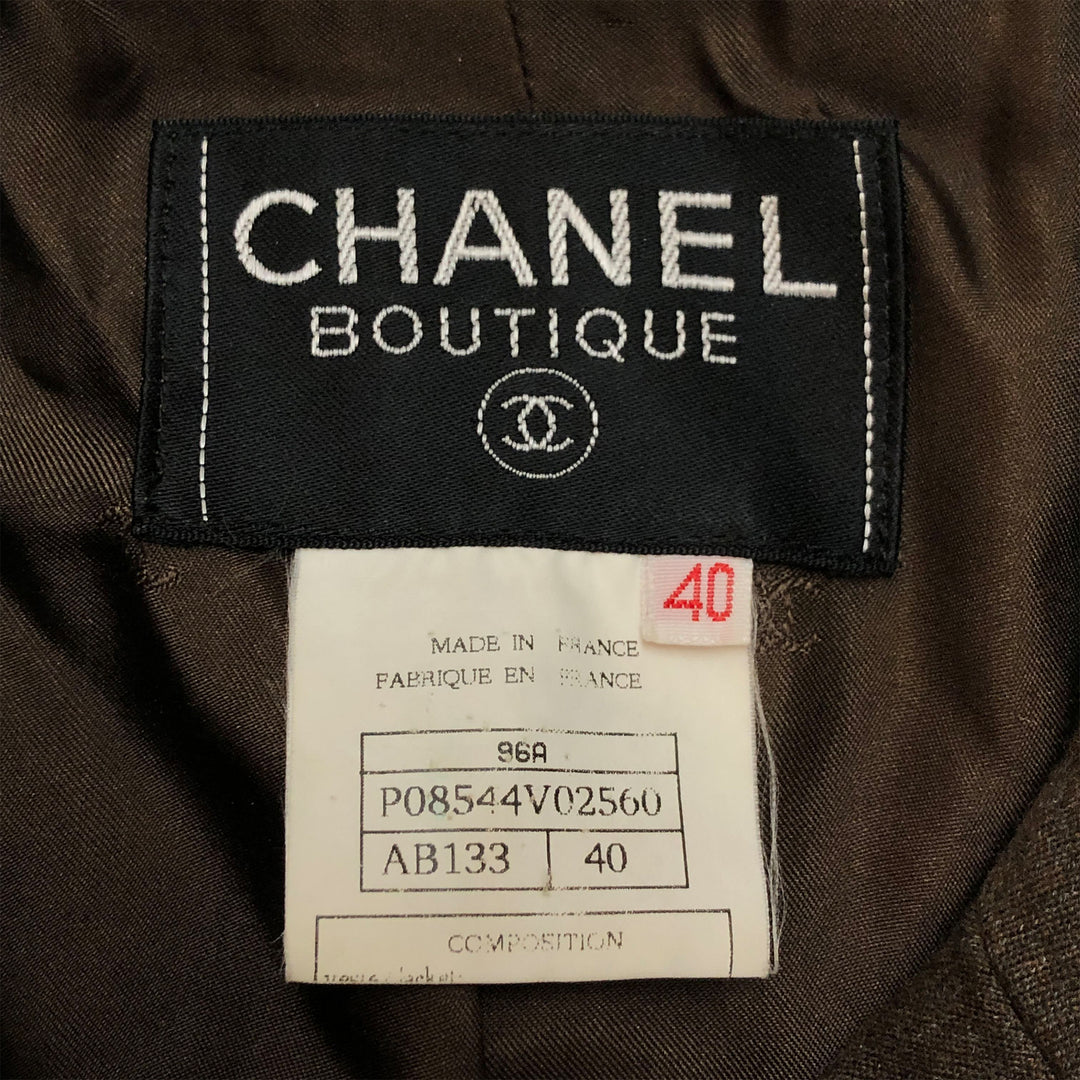 CHANEL
BOUTIQUE
40
MADE IN FRANCE
FABRIQUE EN FRANCE
96A
P08544V02560
AB133 40
COMPOSITION